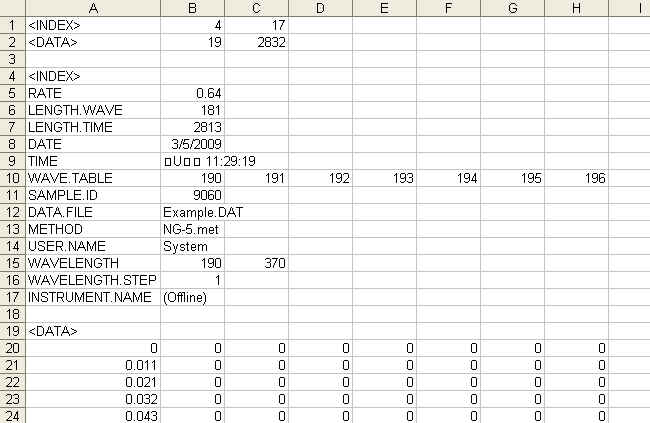 A B C D E F G H I
1 <INDEX> 4 17
2 <DATA> 19 2832
3
4 <INDEX>
5 RATE 0.64
6 LENGTH.WAVE 181
7 LENGTH.TIME 2813
8 DATE 3/5/2009
9 TIME □U□□ 11:29:19
10 WAVE.TABLE 190 191 192 193 194 195 196
11 SAMPLE.ID 9060
12 DATA.FILE Example.DAT
13 METHOD NG-5.met
14 USER.NAME System
15 WAVELENGTH 190 370
16 WAVELENGTH.STEP 1
17 INSTRUMENT.NAME (Offline)
18
19 <DATA>
20 0 0 0 0 0 0 0 0
21 0.011 0 0 0 0 0 0 0
22 0.021 0 0 0 0 0 0 0
23 0.032 0 0 0 0 0 0 0
24 0.043 0 0 0 0 0 0 0